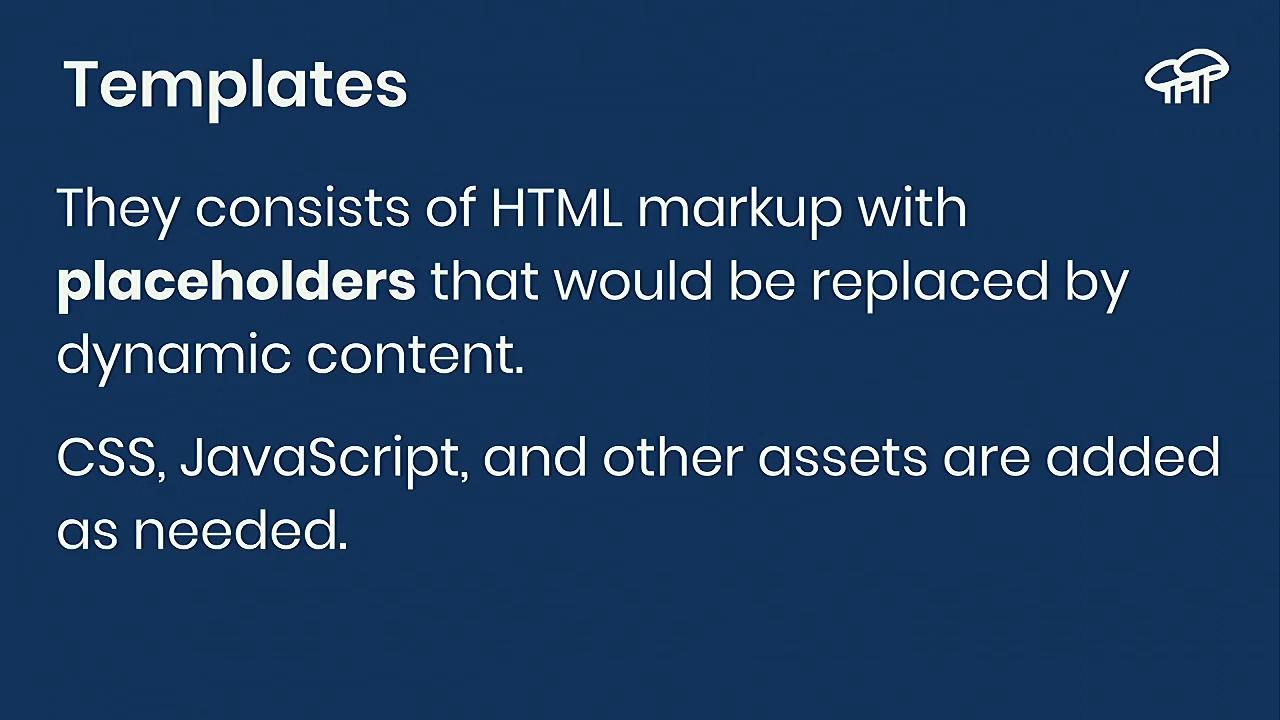 Templates
They consists of HTML markup with
placeholders that would be replaced by
dynamic content.
CSS, JavaScript, and other assets are added
as needed.